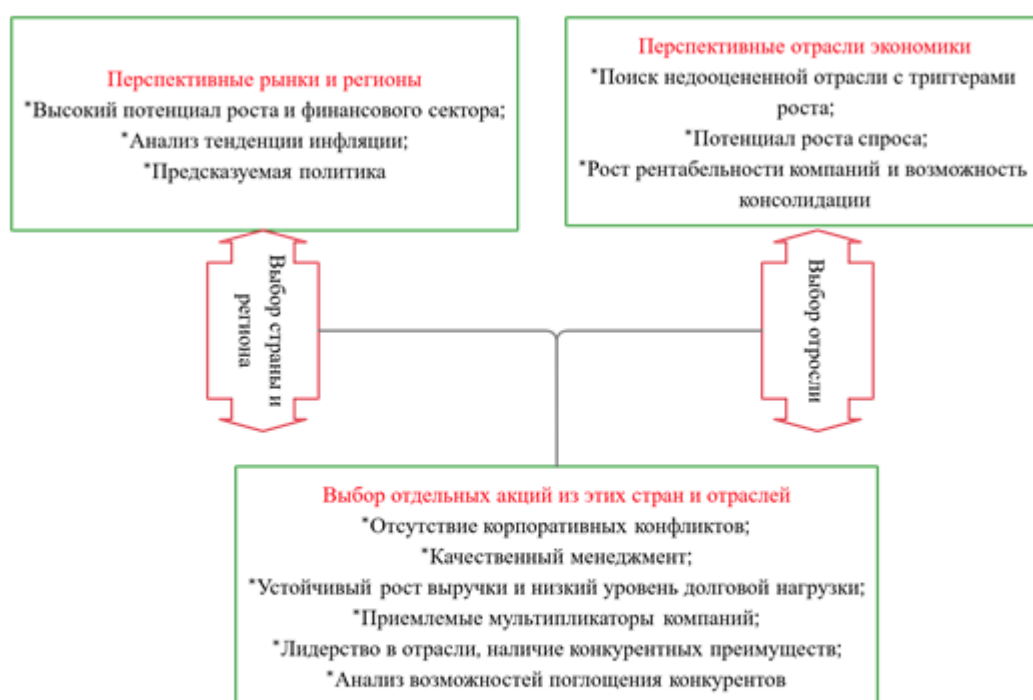 Перспективные рынки и регионы
*Высокий потенциал роста и финансового сектора;
*Анализ тенденции инфляции;
*Предсказуемая политика
Перспективные отрасли экономики
*Поиск недооцененной отрасли с триггерами
роста;
*Потенциал роста спроса;
*Рост рентабельности компаний и возможность
консолидации
Выбор страны и
региона
Выбор отросли
Выбор отдельных акций из этих стран и отраслей
*Отсутствие корпоративных конфликтов;
*Качественный менеджмент;
*Устойчивый рост выручки и низкий уровень долговой нагрузки;
*Приемлемые мультипликаторы компаний;
*Лидерство в отрасли, наличие конкурентных преимуществ;
*Анализ возможностей поглощения конкурентов